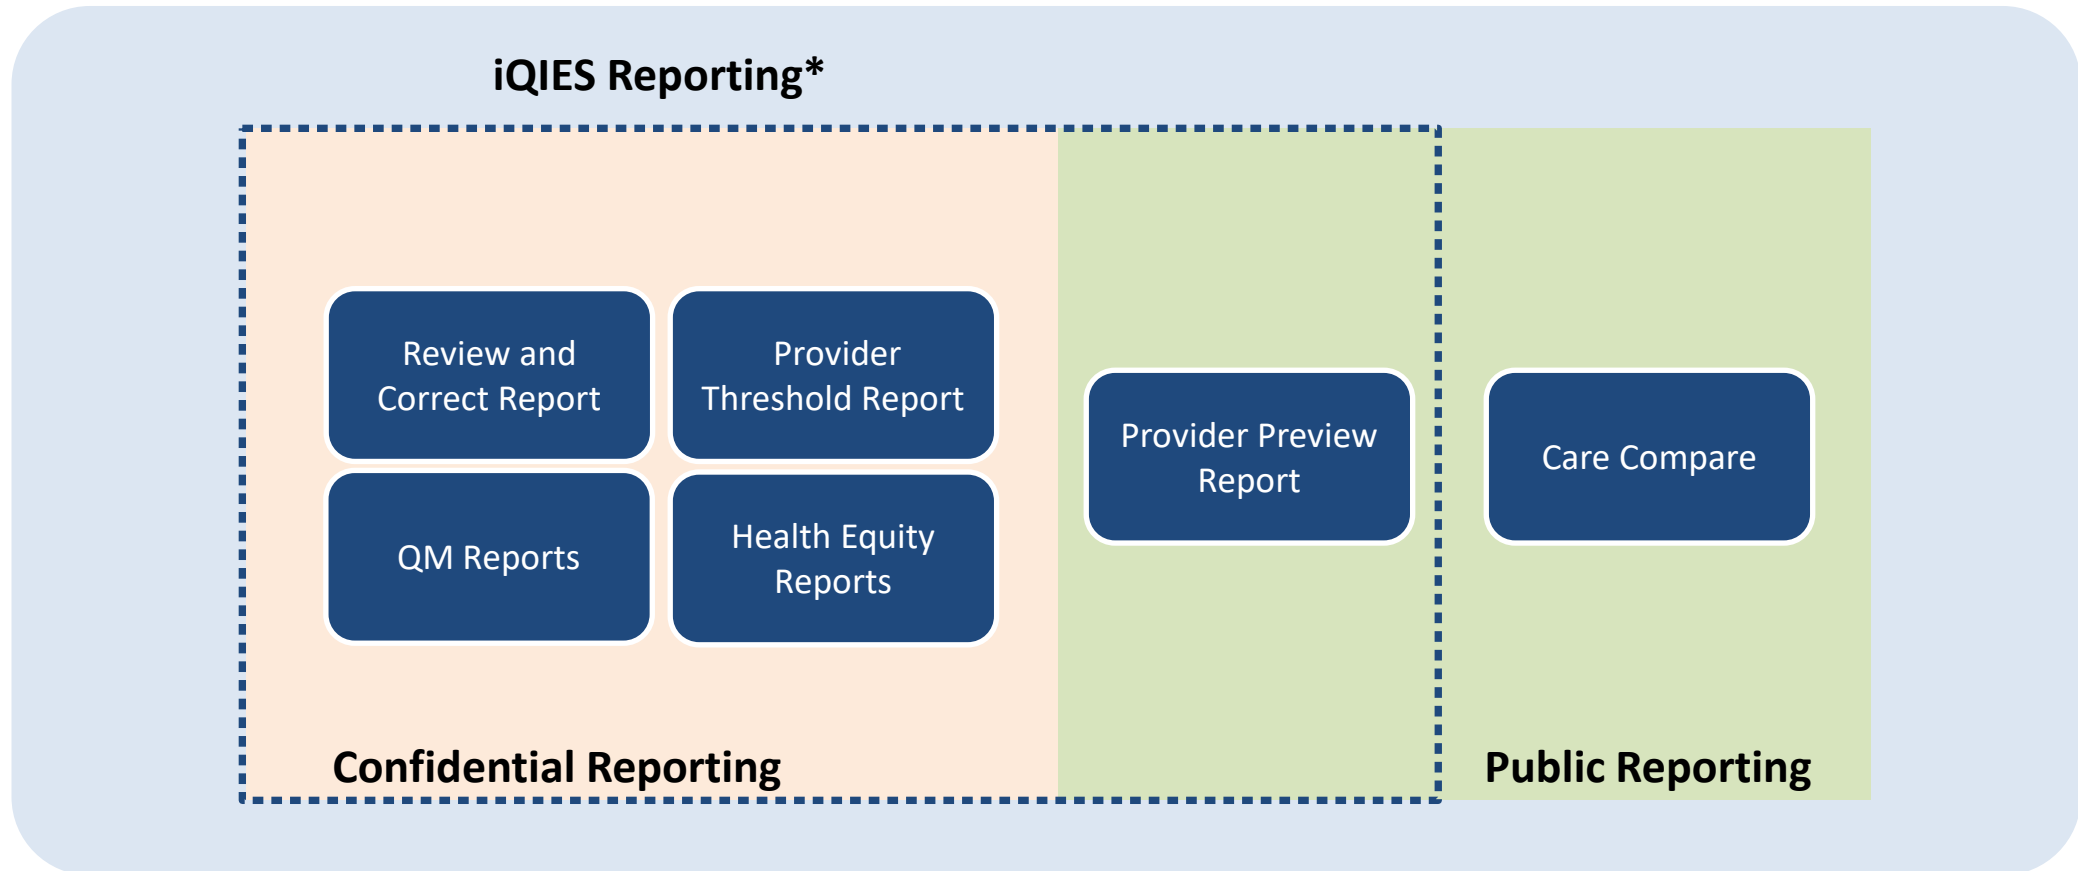 iQIES Reporting*
Review and
Correct Report
Provider
Threshold Report
QM Reports
Health Equity
Reports
Provider Preview
Report
Care Compare
Confidential Reporting
Public Reporting